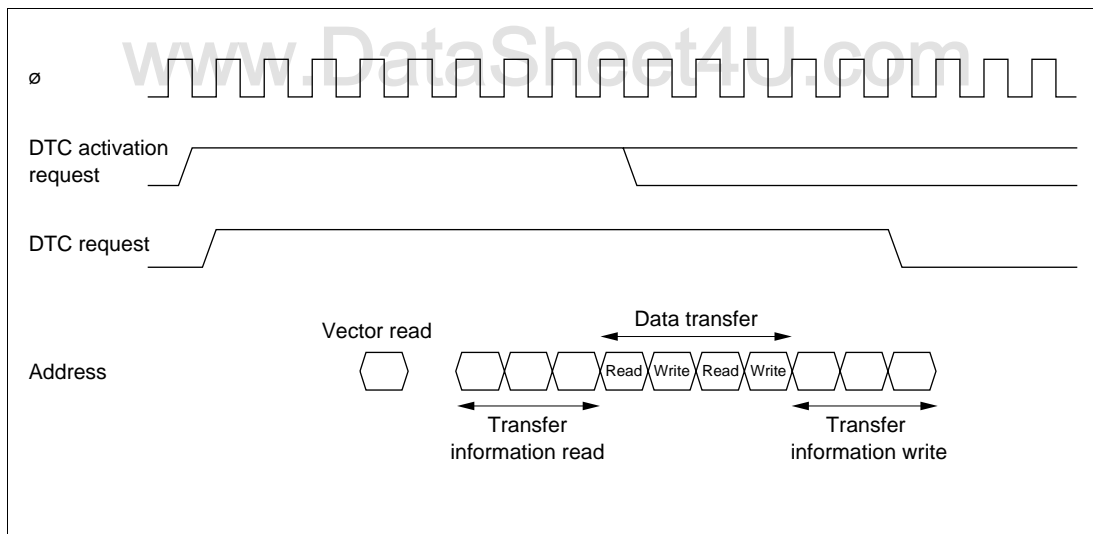 www.DataSheet4U.com
ø
DTC activation
request
DTC request
Vector read
Data transfer
Address
Read Write Read Write
Transfer
information read
Transfer
information write